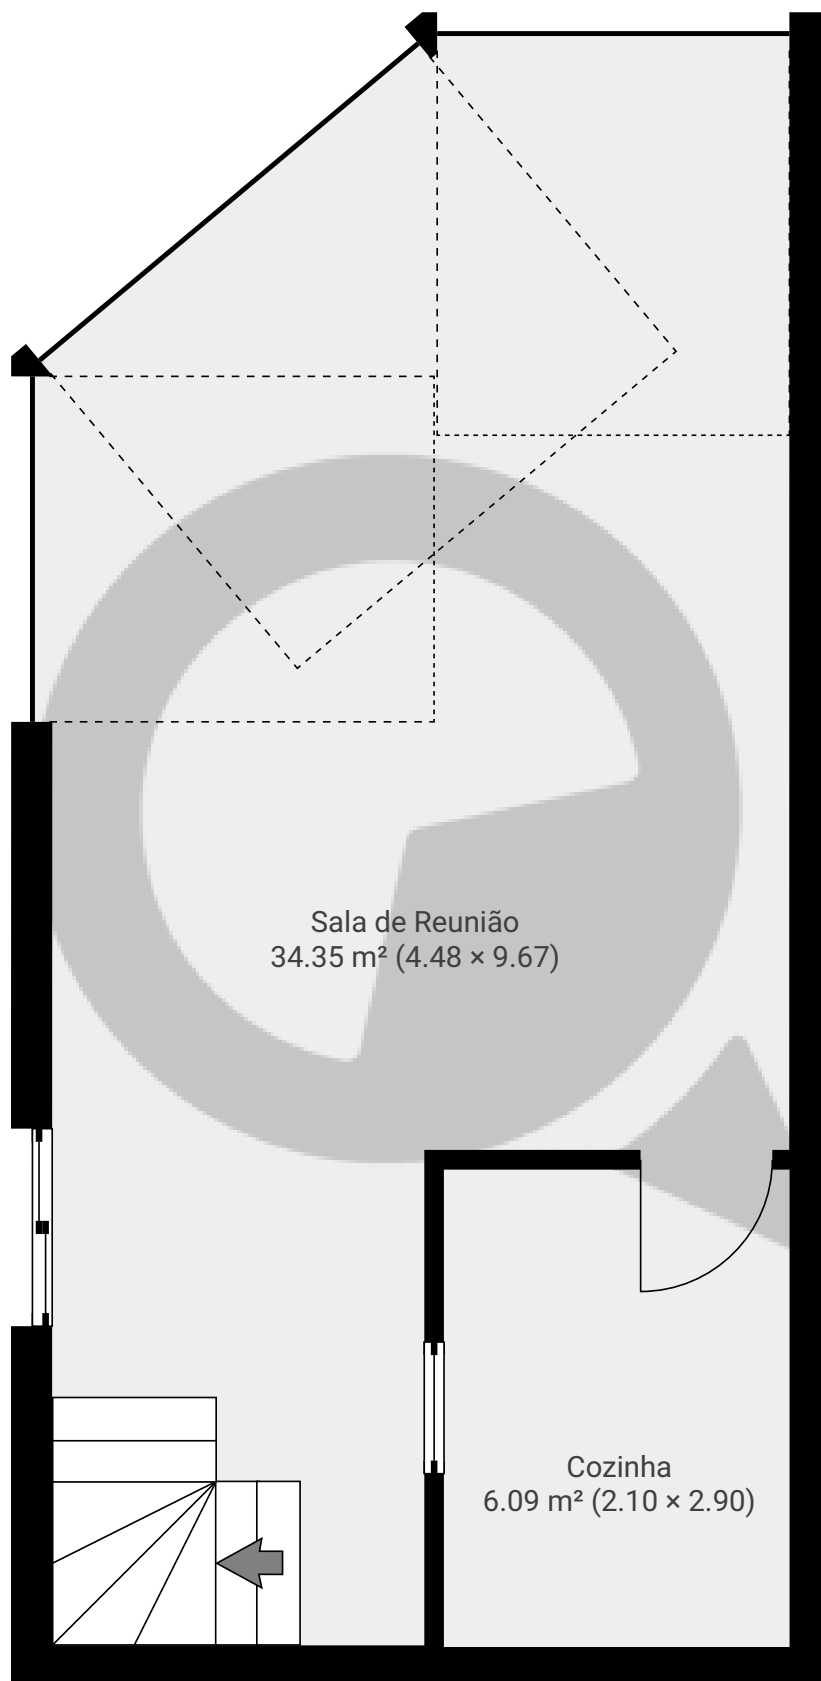 Sala de Reunião
34.35 m² (4.48 × 9.67)
Cozinha
6.09 m² (2.10 × 2.90)